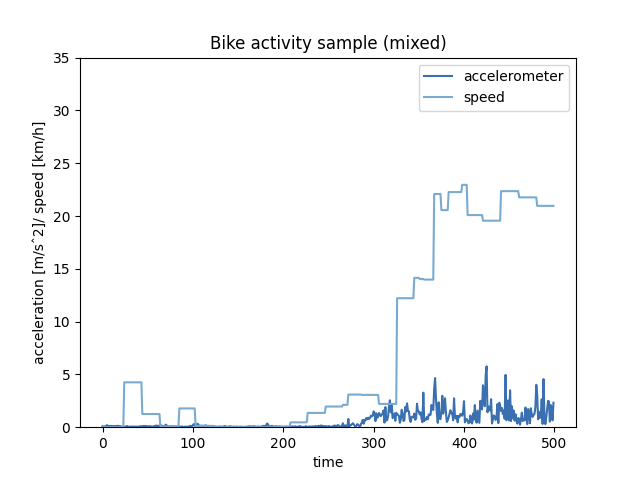 Bike activity sample (mixed)
accelerometer
speed
acceleration [m/s^2]/ speed [km/h]
35
30
25
20
15
10
5
0
0 100 200 300 400 500
time